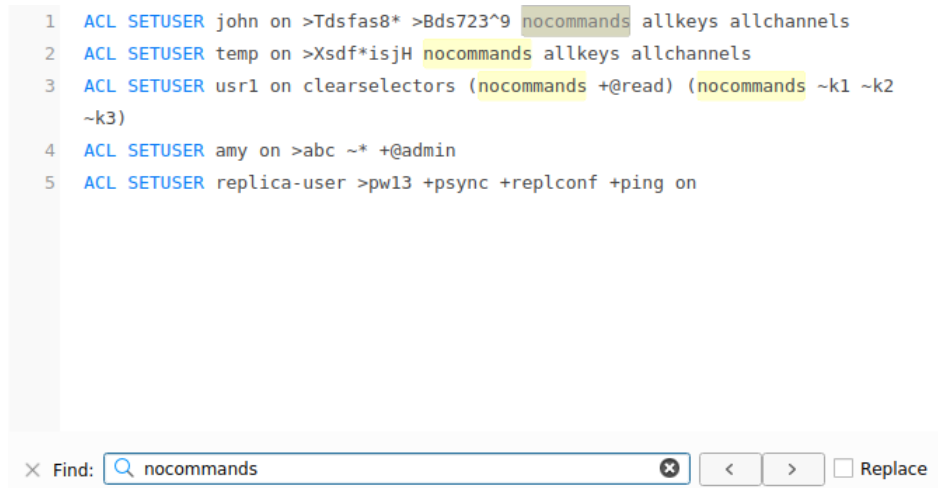 1 ACL SETUSER john on >Tdsfas8* >Bds723^9 nocommands allkeys allchannels
2 ACL SETUSER temp on >Xsdf*isjH nocommands allkeys allchannels
3 ACL SETUSER usr1 on clearselectors (nocommands +@read) (nocommands ~k1 ~k2
~k3)
4 ACL SETUSER amy on >abc ~* +@admin
5 ACL SETUSER replica-user >pw13 +psync +replconf +ping on
Find: nocommands < > Replace